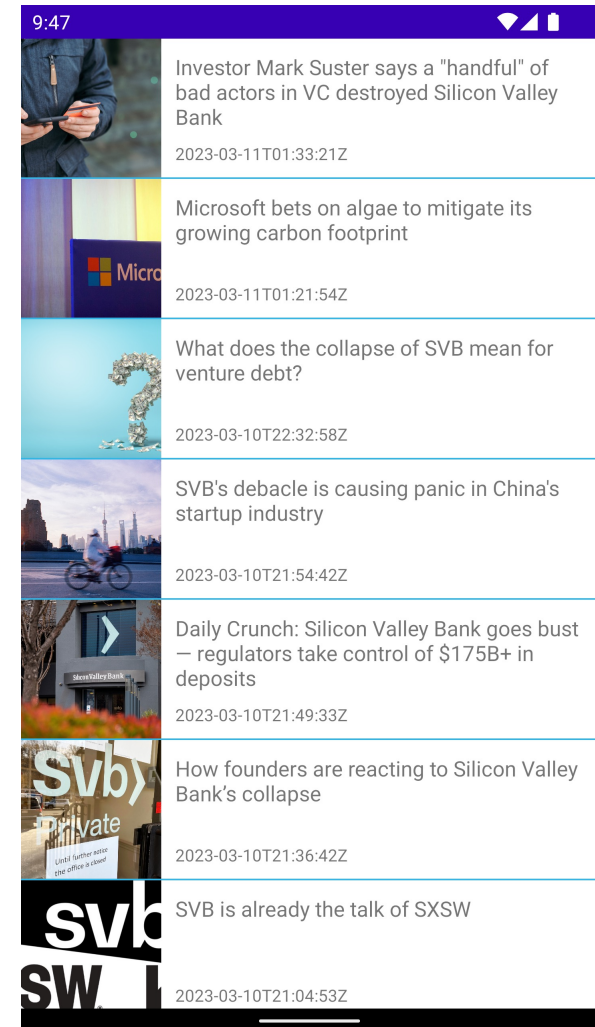 9:47
Investor Mark Suster says a "handful" of
bad actors in VC destroyed Silicon Valley
Bank
2023-03-11T01:33:21Z
Micro
Microsoft bets on algae to mitigate its
growing carbon footprint
2023-03-11T01:21:54Z
What does the collapse of SVB mean for
venture debt?
2023-03-10T22:32:58Z
SVB's debacle is causing panic in China's
startup industry
2023-03-10T21:54:42Z
Silicon Valley Bank
Daily Crunch: Silicon Valley Bank goes bust
— regulators take control of $175B+ in
deposits
2023-03-10T21:49:33Z
Svb
Private
Until further notice
the office is closed
How founders are reacting to Silicon Valley
Bank’s collapse
2023-03-10T21:36:42Z
svb
SW
SVB is already the talk of SXSW
2023-03-10T21:04:53Z